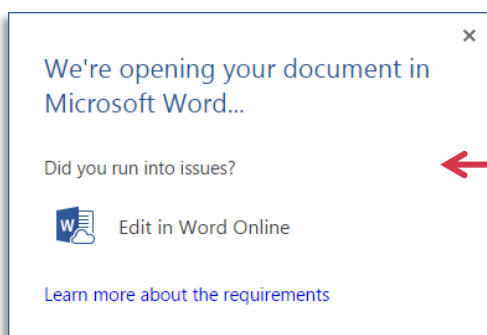 We're opening your document in
Microsoft Word...
Did you run into issues?
Edit in Word Online
Learn more about the requirements